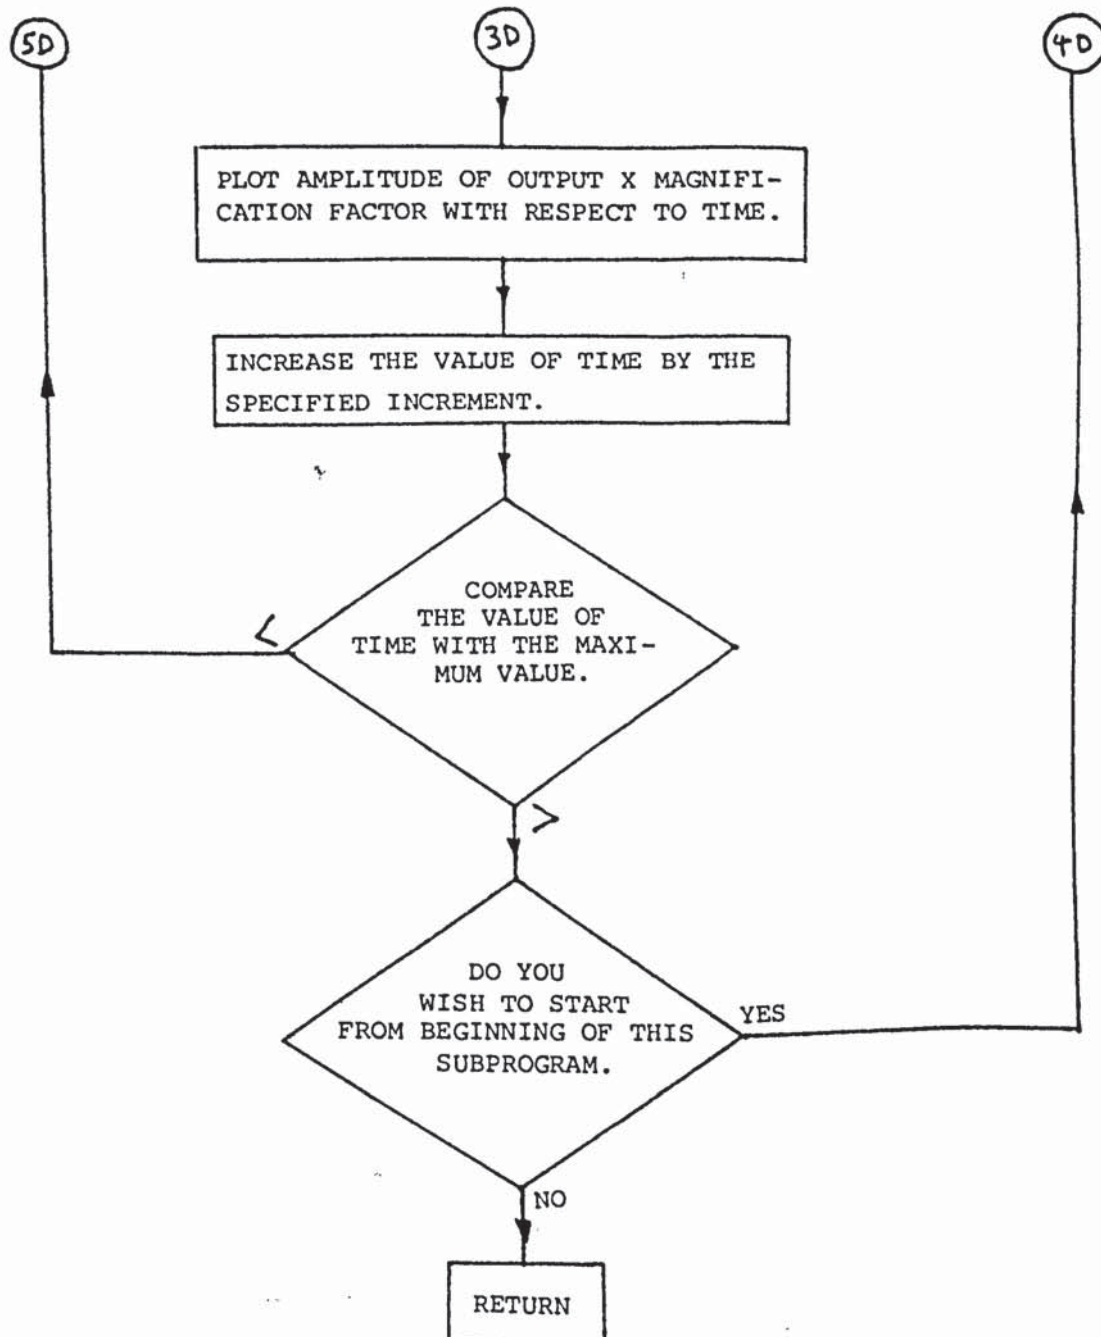 5D
3D
4D
PLOT AMPLITUDE OF OUTPUT X MAGNIFI-
CATION FACTOR WITH RESPECT TO TIME.
INCREASE THE VALUE OF TIME BY THE
SPECIFIED INCREMENT.
COMPARE
THE VALUE OF
TIME WITH THE MAXI-
MUM VALUE.
<
>
DO YOU
WISH TO START
FROM BEGINNING OF THIS
SUBPROGRAM.
YES
NO
RETURN